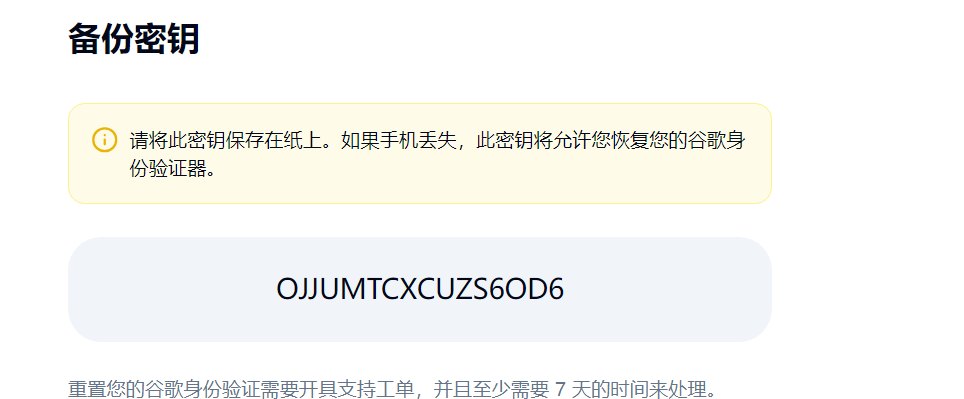 备份密钥
请将此密钥保存在纸上。如果手机丢失，此密钥将允许您恢复您的谷歌身
份验证器。
OJJUMTCXCUZS6OD6
重置您的谷歌身份验证需要开具支持工单，并且至少需要 7 天的时间来处理。